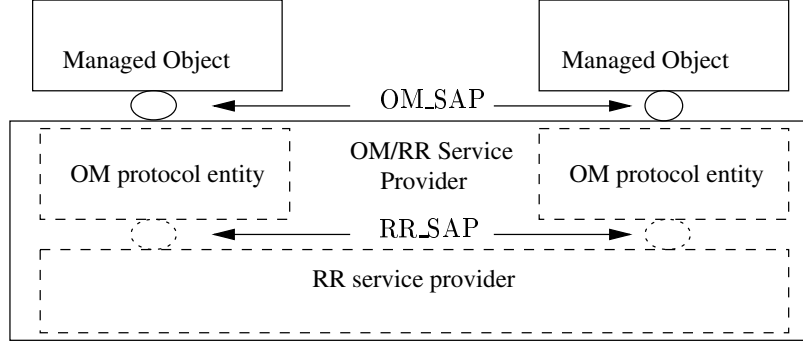 Managed Object
Managed Object
OM_SAP
OM protocol entity
OM/RR Service
Provider
OM protocol entity
RR_SAP
RR service provider